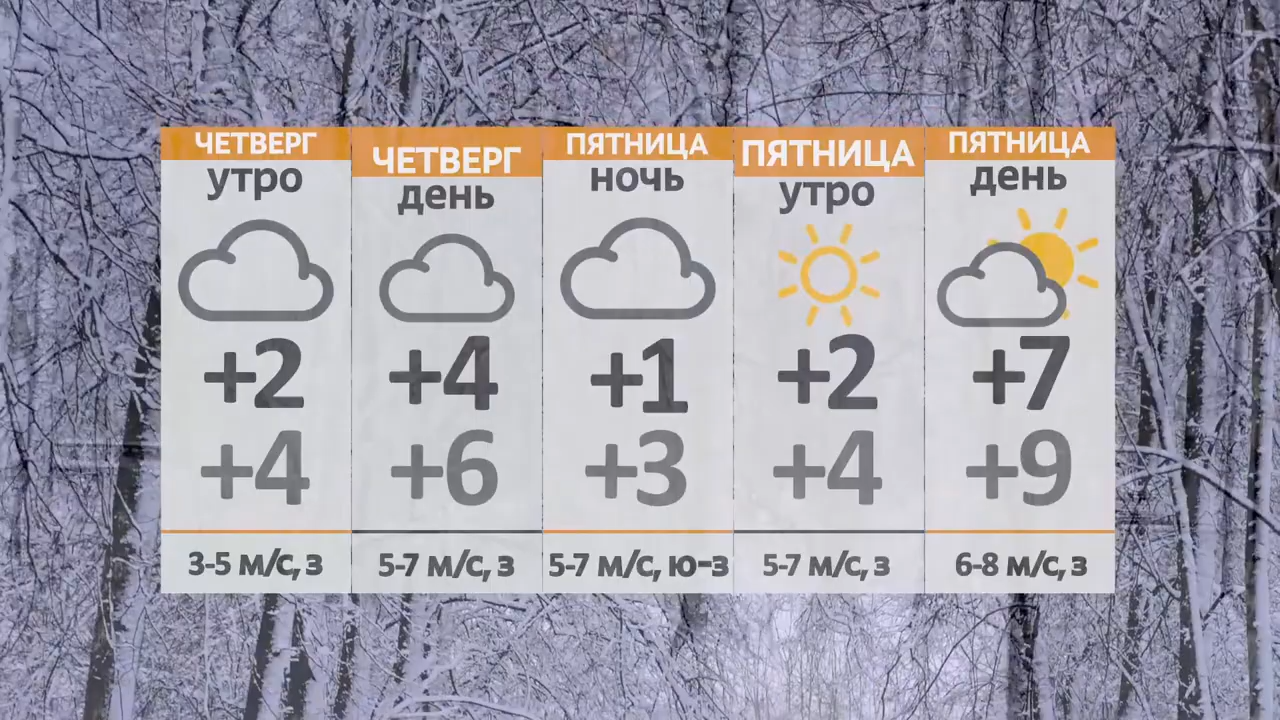 ЧЕТВЕРГ
утро
+2
+4
3-5 м/с, з
ЧЕТВЕРГ
день
+4
+6
5-7 м/с, з
ПЯТНИЦА
ночь
+1
+3
5-7 м/с, ю-з
ПЯТНИЦА
утро
+2
+4
5-7 м/с, з
ПЯТНИЦА
день
+7
+9
6-8 м/с, з